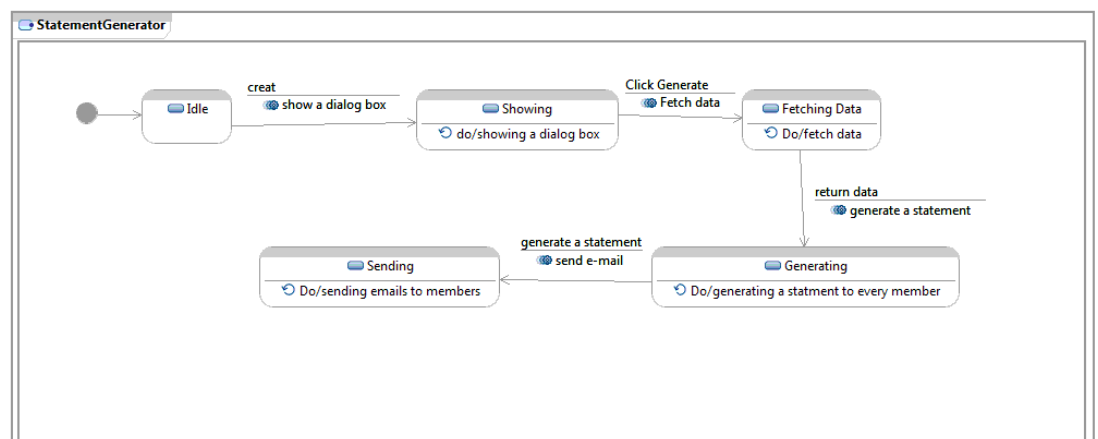 StatementGenerator
creat
show a dialog box
Click Generate
Fetch data
Idle
Showing
do/showing a dialog box
Fetching Data
Do/fetch data
return data
generate a statement
generate a statement
send e-mail
Sending
Do/sending emails to members
Generating
Do/generating a statment to every member